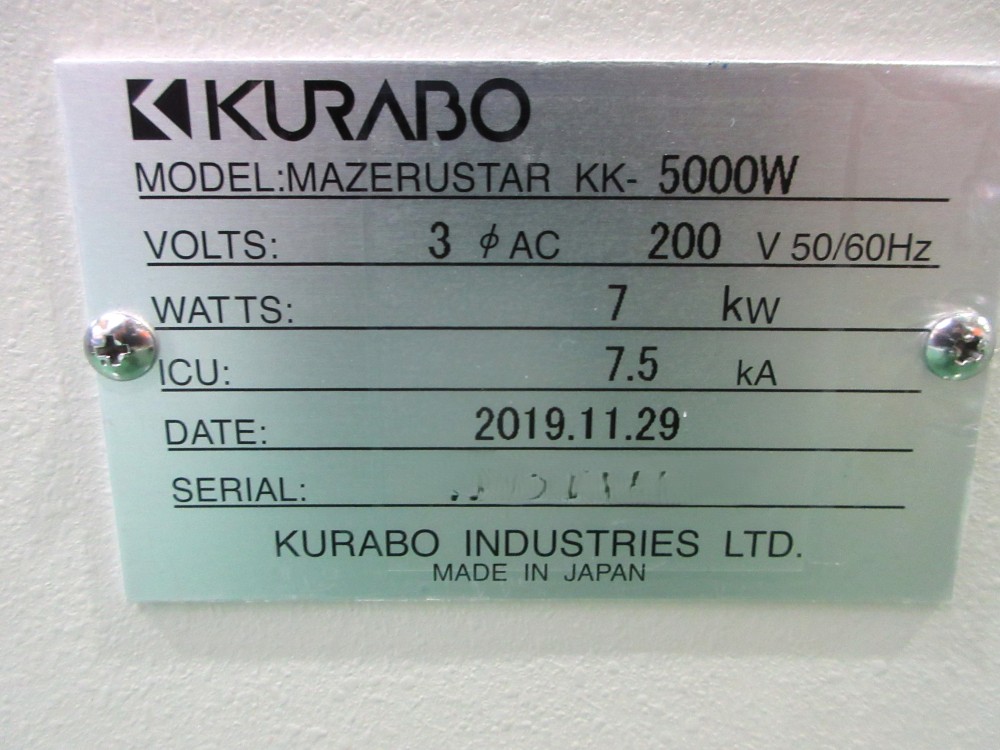 KURABO
MODEL:MAZERUSTAR KK- 5000W
VOLTS: 3 φ AC 200 V 50/60Hz
WATTS: 7 kW
ICU: 7.5 kA
DATE: 2019.11.29
SERIAL:
KURABO INDUSTRIES LTD.
MADE IN JAPAN